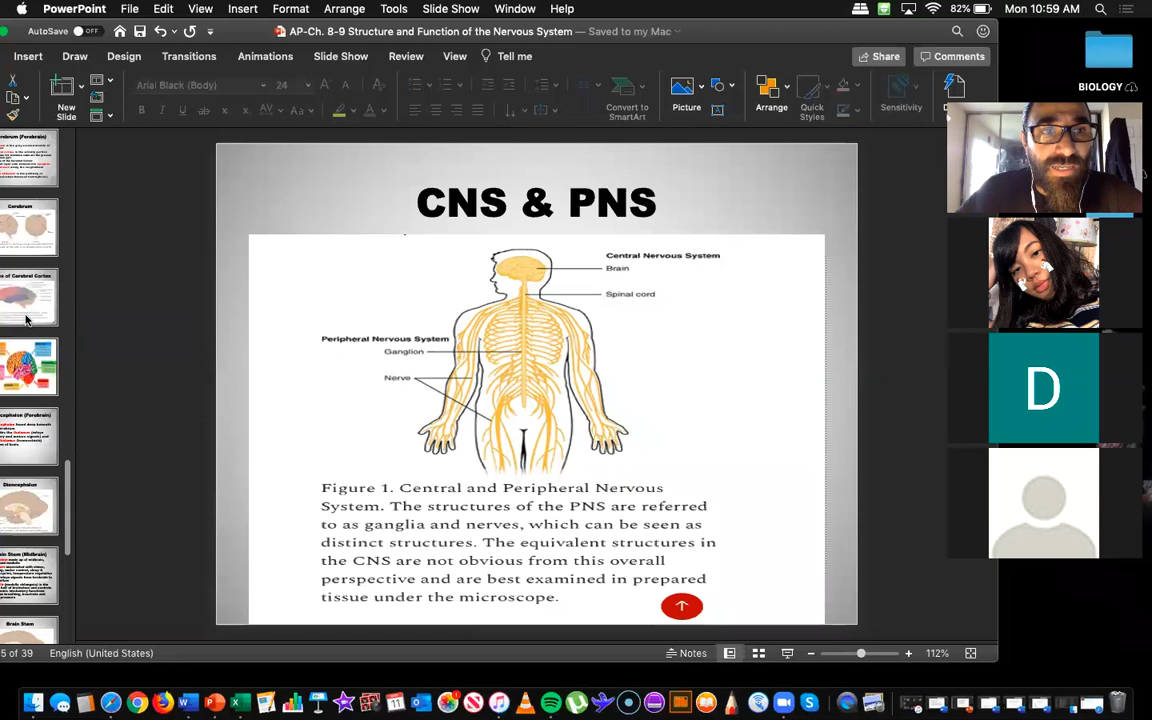 PowerPoint File Edit View Insert Format Arrange Tools Slide Show Window Help 82% Mon 10:59 AM
AutoSave OFF AP-Ch. 8-9 Structure and Function of the Nervous System — Saved to my Mac
Insert Draw Design Transitions Animations Slide Show Review View Tell me Share Comments
Arial Black (Body) 24
New Slide
Convert to SmartArt
Picture
Arrange
Quick Styles
Sensitivity
BIOLOGY
Cerebrum
of Cerebral Cortex
Diencephalon
Brain Stem
CNS & PNS
Central Nervous System
Brain
Spinal cord
Peripheral Nervous System
Ganglion
Nerve
Figure 1. Central and Peripheral Nervous
System. The structures of the PNS are referred
to as ganglia and nerves, which can be seen as
distinct structures. The equivalent structures in
the CNS are not obvious from this overall
perspective and are best examined in prepared
tissue under the microscope.
D
5 of 39 English (United States) Notes 112%